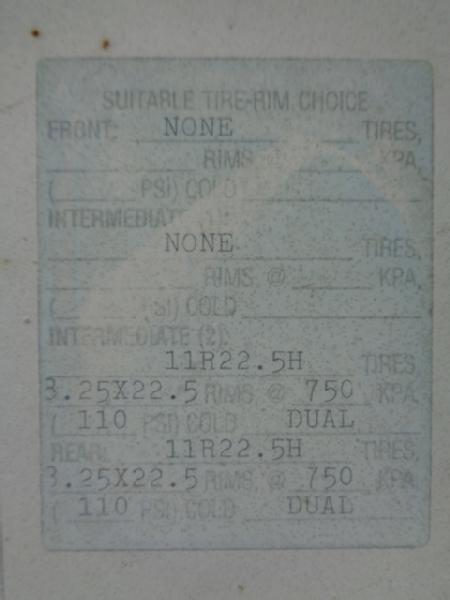 SUITABLE TIRE-RIM CHOICE
FRONT: NONE TIRES,
RIMS @ KPA,
( PSI) COLD
INTERMEDIATE (1):
NONE TIRES,
RIMS @ KPA,
( PSI) COLD
INTERMEDIATE (2):
11R22.5H TIRES,
8.25X22.5 RIMS @ 750 KPA,
( 110 PSI) COLD DUAL
REAR: 11R22.5H TIRES,
8.25X22.5 RIMS @ 750 KPA,
( 110 PSI) COLD DUAL